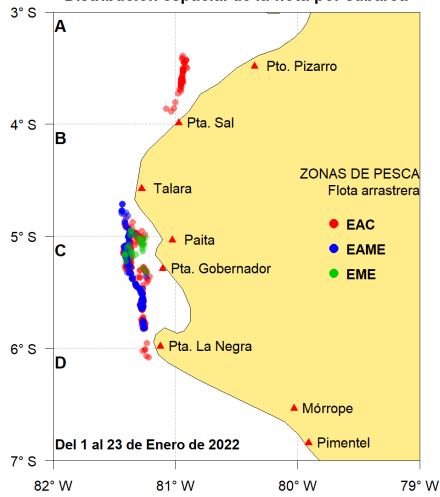 Distribución espacial de la flota por subárea
3° S
A
Pto. Pizarro
4° S
Pta. Sal
B
ZONAS DE PESCA
Talara
Flota arrastrera
EAC
5° S
Paita
C
EAME
Pta. Gobernador
EME
6° S
Pta. La Negra
D
Mórrope
Del 1 al 23 de Enero de 2022
Pimentel
7° S
82° W
81° W
80° W
79° W